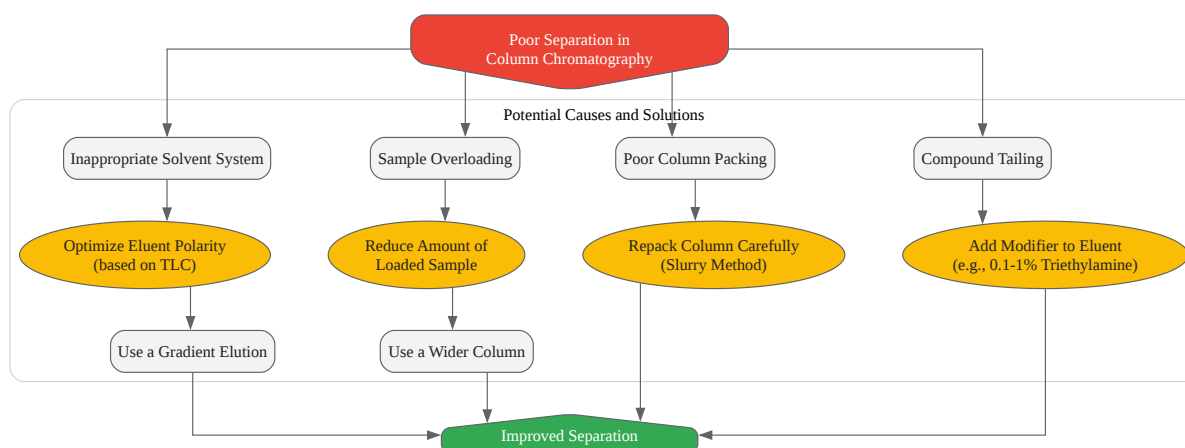 Poor Separation in
Column Chromatography
Potential Causes and Solutions
Inappropriate Solvent System
Sample Overloading
Poor Column Packing
Compound Tailing
Optimize Eluent Polarity
(based on TLC)
Reduce Amount of
Loaded Sample
Repack Column Carefully
(Slurry Method)
Add Modifier to Eluent
(e.g., 0.1-1% Triethylamine)
Use a Gradient Elution
Use a Wider Column
Improved Separation